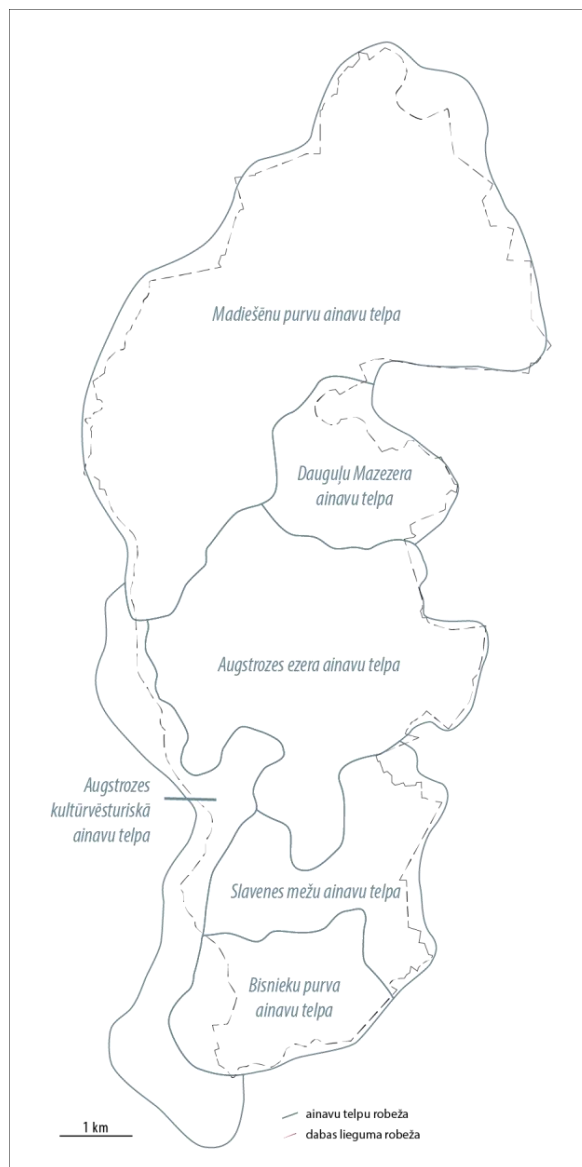 Madiešēnu purvu ainavu telpa
Dauguļu Mazezera
ainavu telpa
Augstrozes ezera ainavu telpa
Augstrozes
kultūrvēsturiskā
ainavu telpa
Slavenes mežu ainavu telpa
Bisnieku purva
ainavu telpa
1 km
ainavu telpu robeža
dabas lieguma robeža